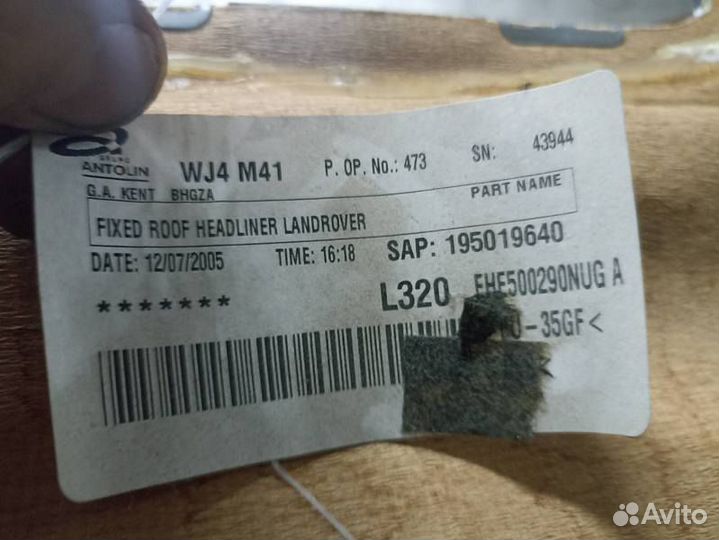 GRUPO
ANTOLIN
WJ4 M41
P. OP. No.: 473
SN: 43944
G.A. KENT BHGZA
PART NAME
FIXED ROOF HEADLINER LANDROVER
DATE: 12/07/2005
TIME: 16:18
SAP: 195019640
*******
L320
EHF500290NUG A
-35GF<
Avito